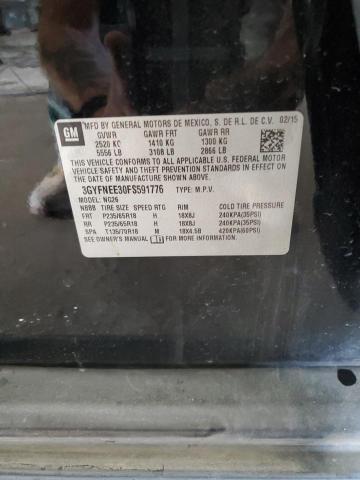 GM
MFD BY GENERAL MOTORS DE MEXICO, S. DE R.L. DE C.V. 02/15
GVWR GAWR FRT GAWR RR
2520 KG 1410 KG 1300 KG
5556 LB 3108 LB 2866 LB
THIS VEHICLE CONFORMS TO ALL APPLICABLE U.S. FEDERAL MOTOR
VEHICLE SAFETY AND THEFT PREVENTION STANDARDS IN EFFECT ON
THE DATE OF MANUFACTURE SHOWN ABOVE.
3GYFNEE30FS591776 TYPE: M.P.V.
MODEL: NG26
NBBB TIRE SIZE SPEED RTG RIM COLD TIRE PRESSURE
FRT P235/65R18 H 18X8J 240KPA(35PSI)
RR P235/65R18 H 18X8J 240KPA(35PSI)
SPA T135/70R18 M 18X4.5B 420KPA(60PSI)
SEE OWNER'S MANUAL FOR ADDITIONAL INFORMATION.